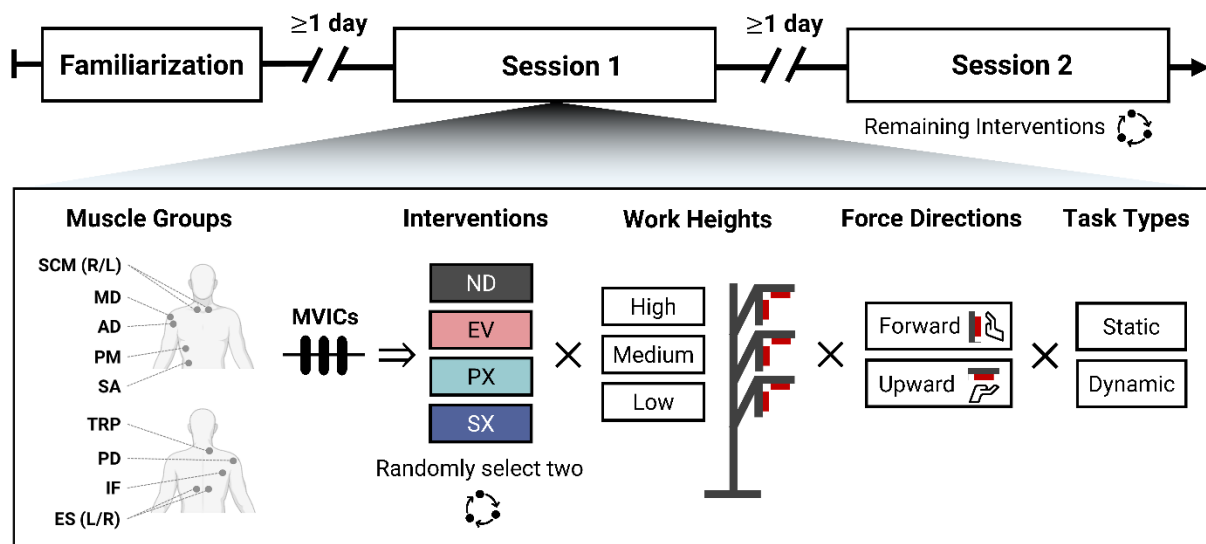 ≥1 day
≥1 day
Familiarization
Session 1
Session 2
Remaining Interventions
Muscle Groups
Interventions
Work Heights
Force Directions
Task Types
SCM (R/L)
MD
AD
PM
SA
TRP
PD
IF
ES (L/R)
MVICs
ND
EV
PX
SX
Randomly select two
High
Medium
Low
Forward
Upward
Static
Dynamic